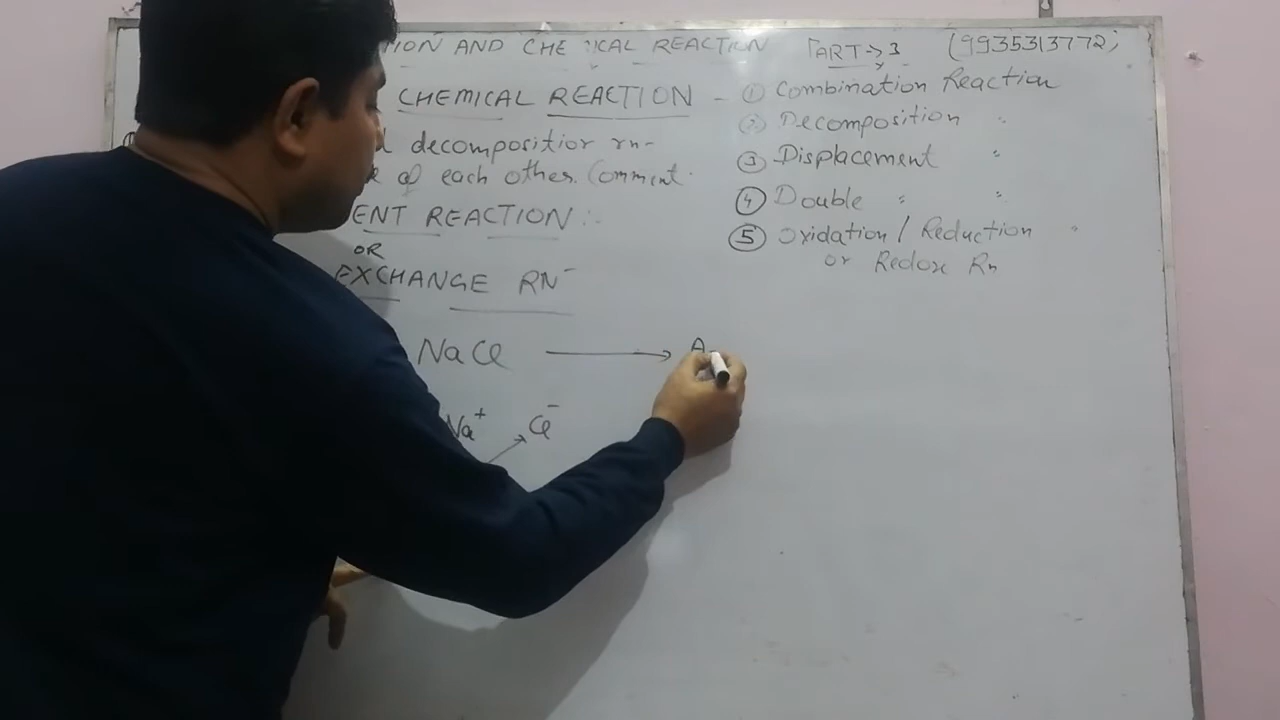 TION AND CHEMICAL REACTION PART → 3 (9935313772)
CHEMICAL REACTION - ① Combination Reaction
decomposition rn- ② Decomposition "
of each other. Comment. ③ Displacement "
④ Double " "
ENT REACTION :- ⑤ Oxidation / Reduction "
OR or Redox Rn
EXCHANGE RN-
NaCl → A
Na+ Cl-